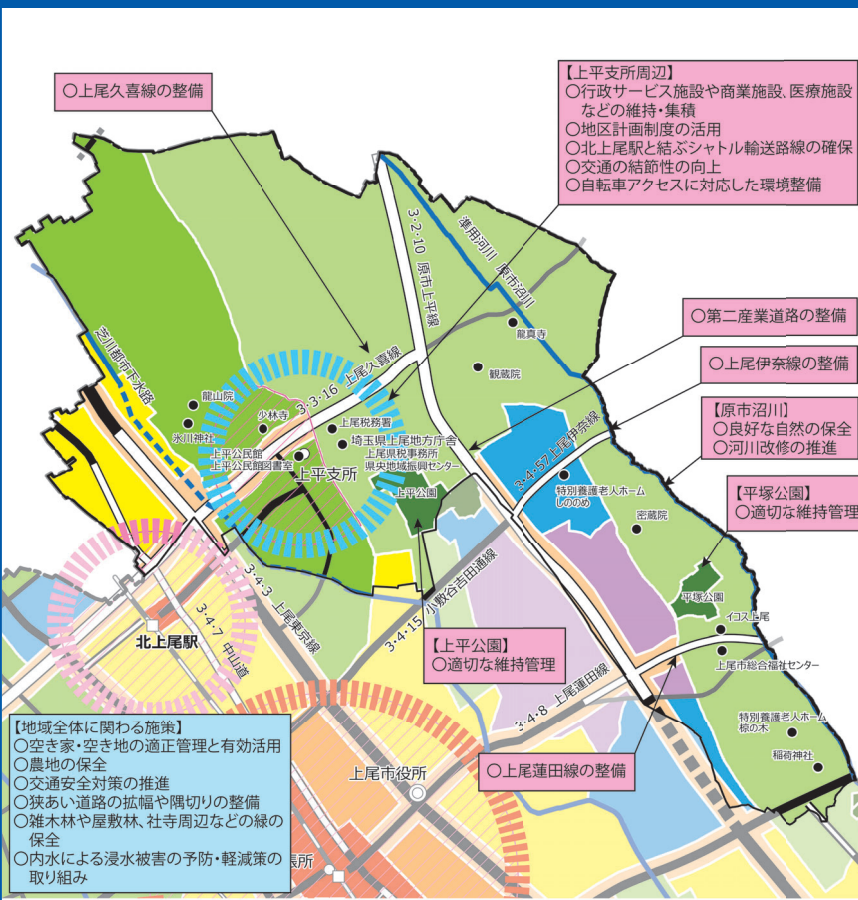 ○上尾久喜線の整備
【上平支所周辺】
○行政サービス施設や商業施設、医療施設
などの維持・集積
○地区計画制度の活用
○北上尾駅と結ぶシャトル輸送路線の確保
○交通の結節性の向上
○自転車アクセスに対応した環境整備
3・2・10 原市上平線
準用河川 原市沼川
○第二産業道路の整備
龍真寺
芝川都市下水路
3・3・16 上尾久喜線
観蔵院
○上尾伊奈線の整備
龍山院
氷川神社
少林寺
上尾税務署
埼玉県上尾地方庁舎
上尾県税事務所
県央地域振興センター
上平公民館
上平公民館図書室
上平支所
上平公園
3・4・57上尾伊奈線
特別養護老人ホーム
しののめ
密蔵院
【原市沼川】
○良好な自然の保全
○河川改修の推進
【平塚公園】
○適切な維持管理
平塚公園
イコス上尾
上尾市総合福祉センター
3・4・3 上尾東京線
3・4・15 小敷谷吉田通線
3・4・7 中山道
北上尾駅
【上平公園】
○適切な維持管理
3・4・8 上尾蓮田線
特別養護老人ホーム
椋の木
稲荷神社
○上尾蓮田線の整備
上尾市役所
【地域全体に関わる施策】
○空き家・空き地の適正管理と有効活用
○農地の保全
○交通安全対策の推進
○狭あい道路の拡幅や隅切りの整備
○雑木林や屋敷林、社寺周辺などの緑の
保全
○内水による浸水被害の予防・軽減策の
取り組み
所